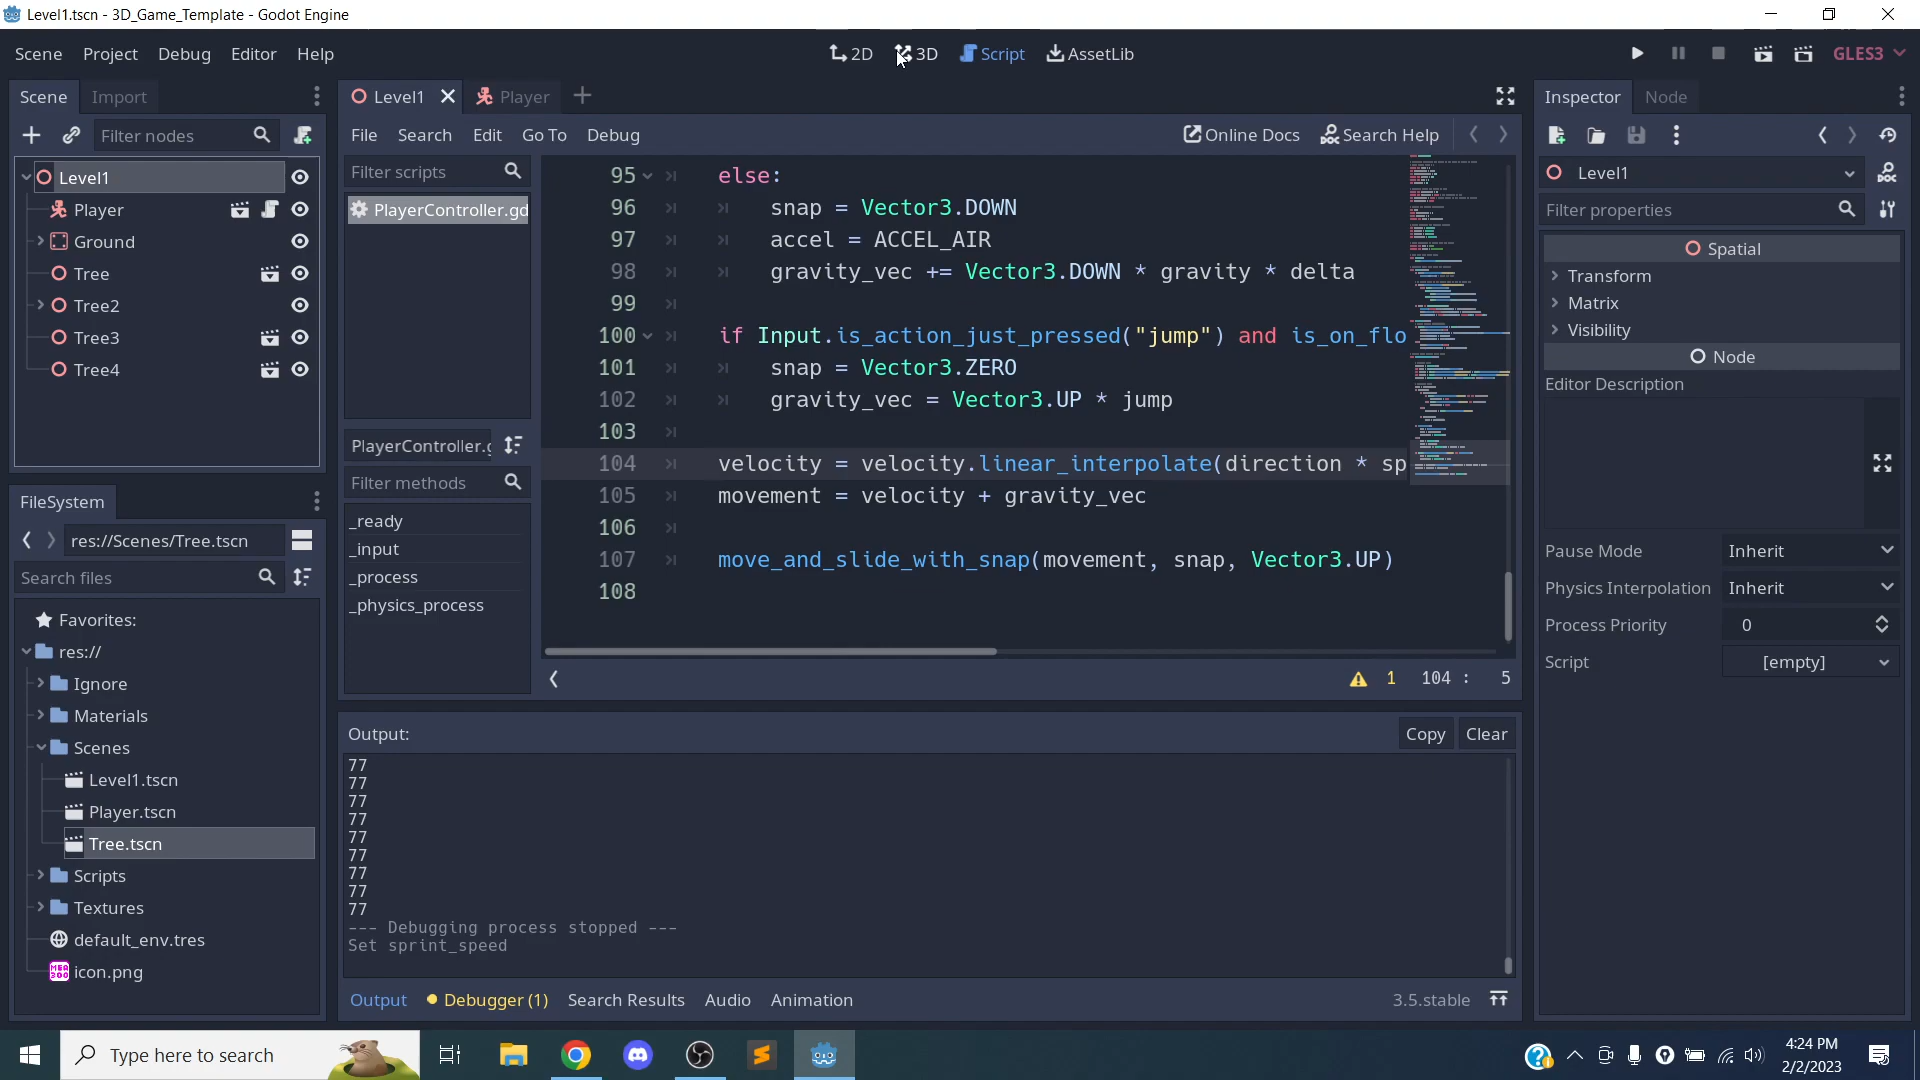 Level1.tscn - 3D_Game_Template - Godot Engine
Scene Project Debug Editor Help
2D 3D Script AssetLib
GLES3
Scene Import
Filter nodes
Level1
Player
Ground
Tree
Tree2
Tree3
Tree4
FileSystem
res://Scenes/Tree.tscn
Search files
Favorites:
res://
Ignore
Materials
Scenes
Level1.tscn
Player.tscn
Tree.tscn
Scripts
Textures
default_env.tres
icon.png
Level1 Player
File Search Edit Go To Debug
Online Docs Search Help
Filter scripts
PlayerController.gd
PlayerController.g
Filter methods
_ready
_input
_process
_physics_process
95 else:
96 snap = Vector3.DOWN
97 accel = ACCEL_AIR
98 gravity_vec += Vector3.DOWN * gravity * delta
99
100 if Input.is_action_just_pressed("jump") and is_on_flo
101 snap = Vector3.ZERO
102 gravity_vec = Vector3.UP * jump
103
104 velocity = velocity.linear_interpolate(direction * sp
105 movement = velocity + gravity_vec
106
107 move_and_slide_with_snap(movement, snap, Vector3.UP)
108
1 104 : 5
Output:
Copy Clear
77
77
77
77
77
77
77
77
77
--- Debugging process stopped ---
Set sprint_speed
Output Debugger (1) Search Results Audio Animation
3.5.stable
Inspector Node
Level1
Filter properties
Spatial
Transform
Matrix
Visibility
Node
Editor Description
Pause Mode Inherit
Physics Interpolation Inherit
Process Priority 0
Script [empty]
Type here to search
4:24 PM
2/2/2023